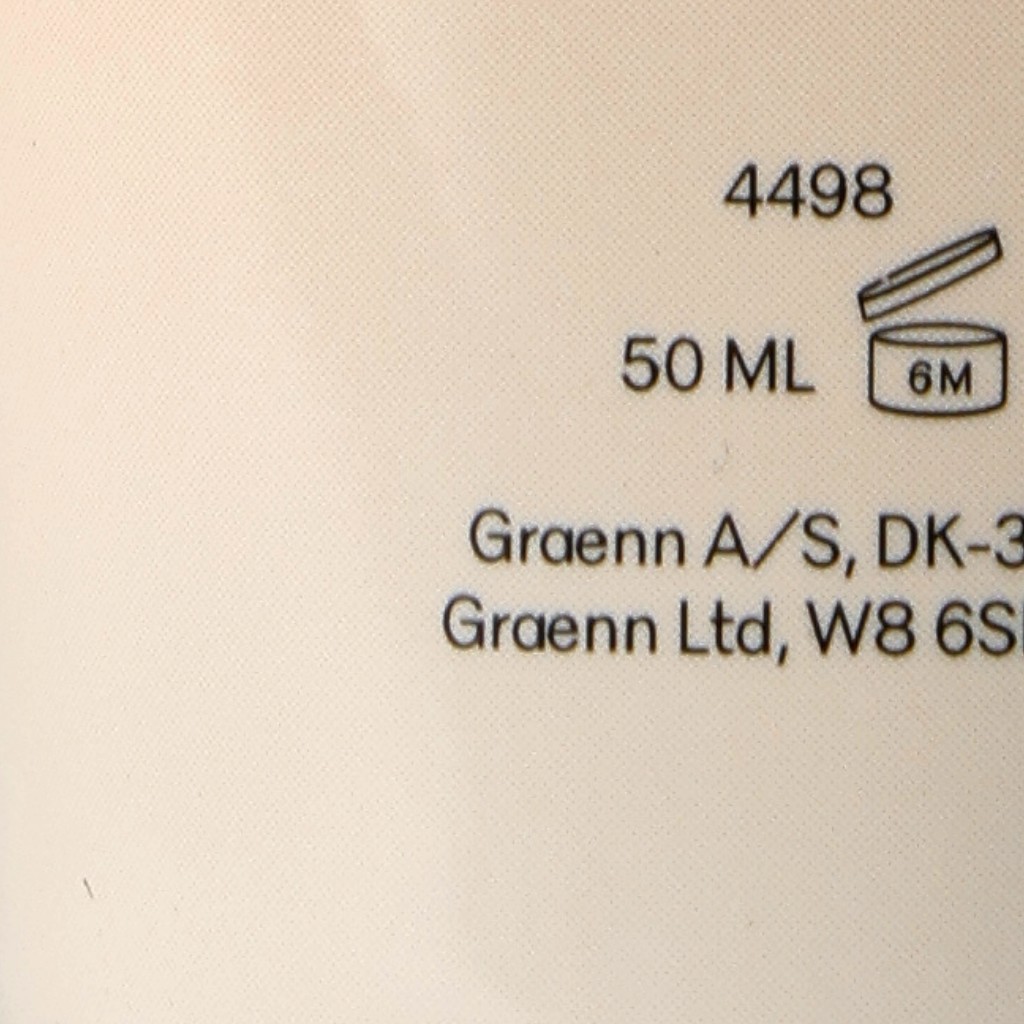 4498
50 ML 6M
Graenn A/S, DK-3
Graenn Ltd, W8 6S